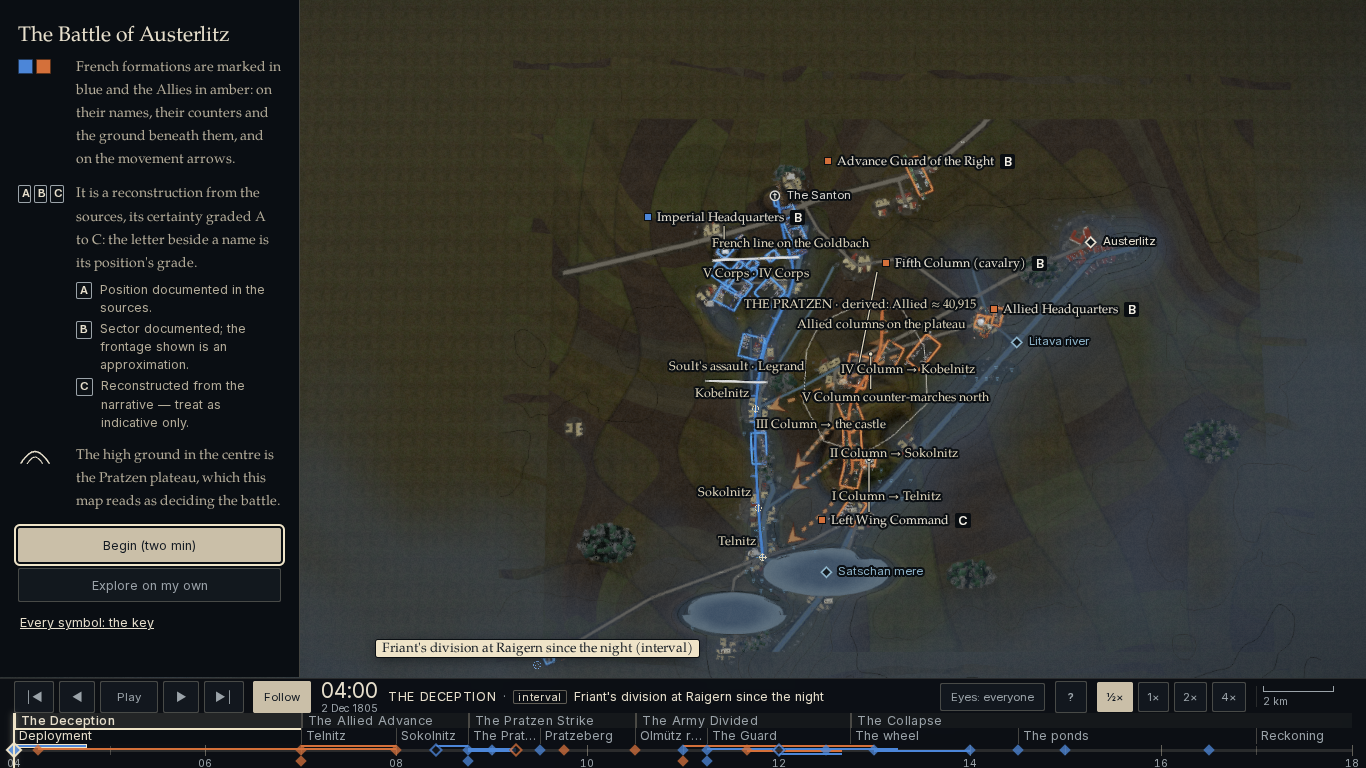 The Battle of Austerlitz
French formations are marked in
blue and the Allies in amber: on
their names, their counters and
the ground beneath them, and
on the movement arrows.
A B C
It is a reconstruction from the
sources, its certainty graded A
to C: the letter beside a name is
its position's grade.
A Position documented in the
sources.
B Sector documented; the
frontage shown is an
approximation.
C Reconstructed from the
narrative — treat as
indicative only.
The high ground in the centre is
the Pratzen plateau, which this
map reads as deciding the battle.
Begin (two min)
Explore on my own
Every symbol: the key
Advance Guard of the Right B
The Santon
Imperial Headquarters B
French line on the Goldbach
Austerlitz
Fifth Column (cavalry) B
V Corps · IV Corps
THE PRATZEN · derived: Allied ≈ 40,915
Allied Headquarters B
Allied columns on the plateau
Litava river
Soult's assault · Legrand
IV Column → Kobelnitz
Kobelnitz
V Column counter-marches north
III Column → the castle
II Column → Sokolnitz
Sokolnitz
I Column → Telnitz
Left Wing Command C
Telnitz
Satschan mere
Friant's division at Raigern since the night (interval)
Play
Follow
04:00
2 Dec 1805
THE DECEPTION · interval Friant's division at Raigern since the night
Eyes: everyone
?
½×
1×
2×
4×
2 km
The Deception
The Allied Advance
The Pratzen Strike
The Army Divided
The Collapse
Deployment
Telnitz
Sokolnitz
The Prat…
Pratzeberg
Olmütz r…
The Guard
The wheel
The ponds
Reckoning
04
06
08
10
12
14
16
18